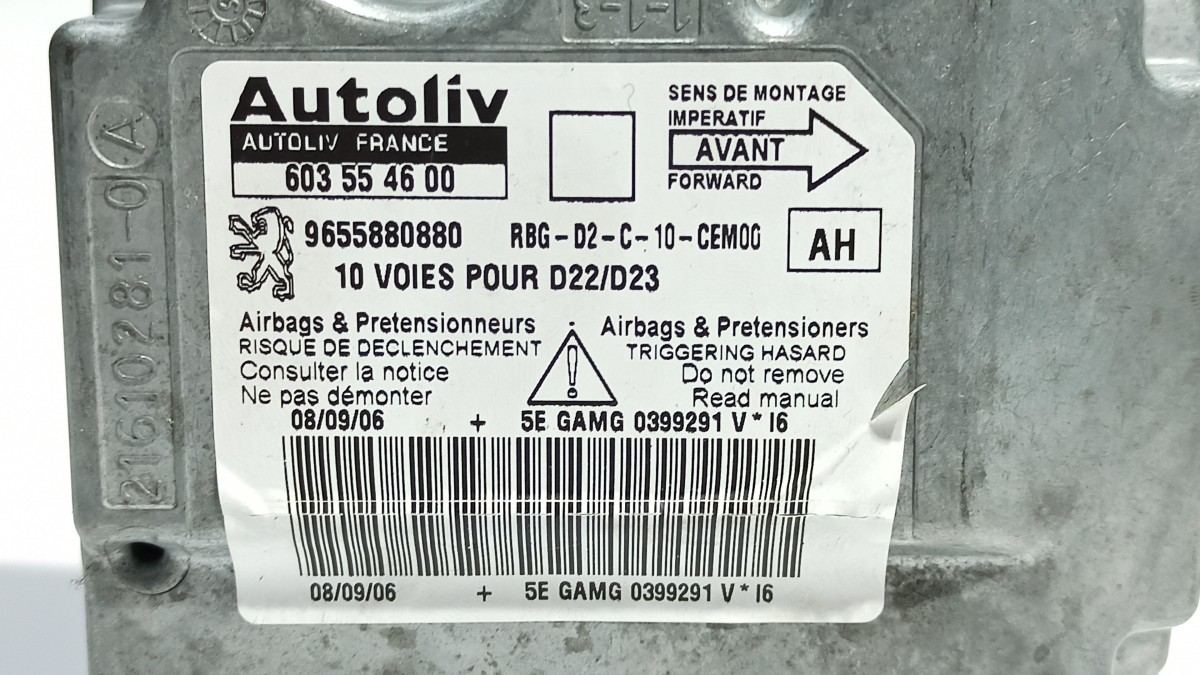 1-1-3
21610281-0 A
Autoliv
AUTOLIV FRANCE
603 55 46 00
SENS DE MONTAGE
IMPERATIF
AVANT
FORWARD
9655880880 RBG-D2-C-10-CEM00 AH
10 VOIES POUR D22/D23
Airbags & Pretensionneurs
RISQUE DE DECLENCHEMENT
Consulter la notice
Ne pas démonter
!
Airbags & Pretensioners
TRIGGERING HASARD
Do not remove
Read manual
08/09/06 + 5E GAMG 0399291 V * I6
08/09/06 + 5E GAMG 0399291 V * I6